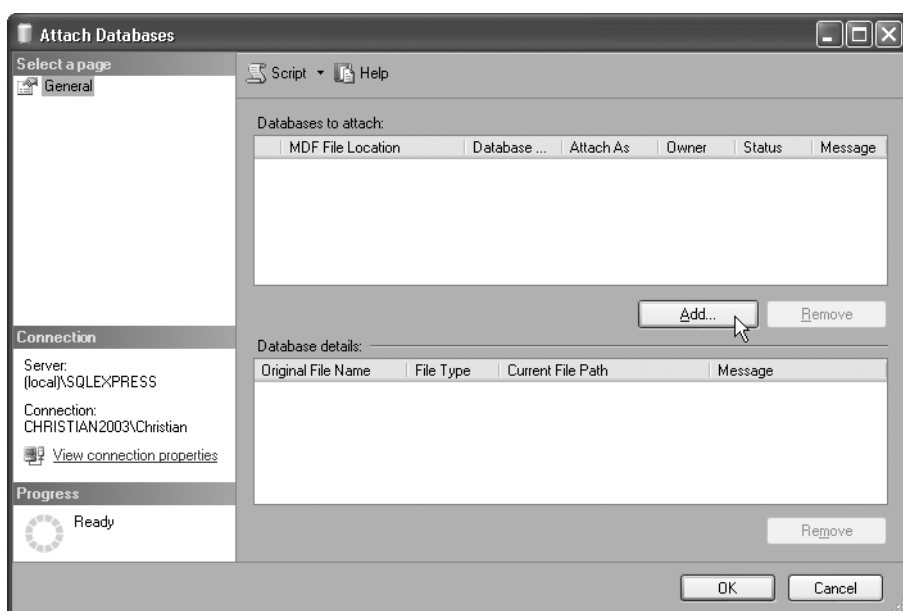 Attach Databases
Select a page
General
Script Help
Databases to attach:
MDF File Location Database ... Attach As Owner Status Message
Add... Remove
Connection
Server:
(local)\SQLEXPRESS
Connection:
CHRISTIAN2003\Christian
View connection properties
Database details:
Original File Name File Type Current File Path Message
Progress
Ready
Remove
OK Cancel